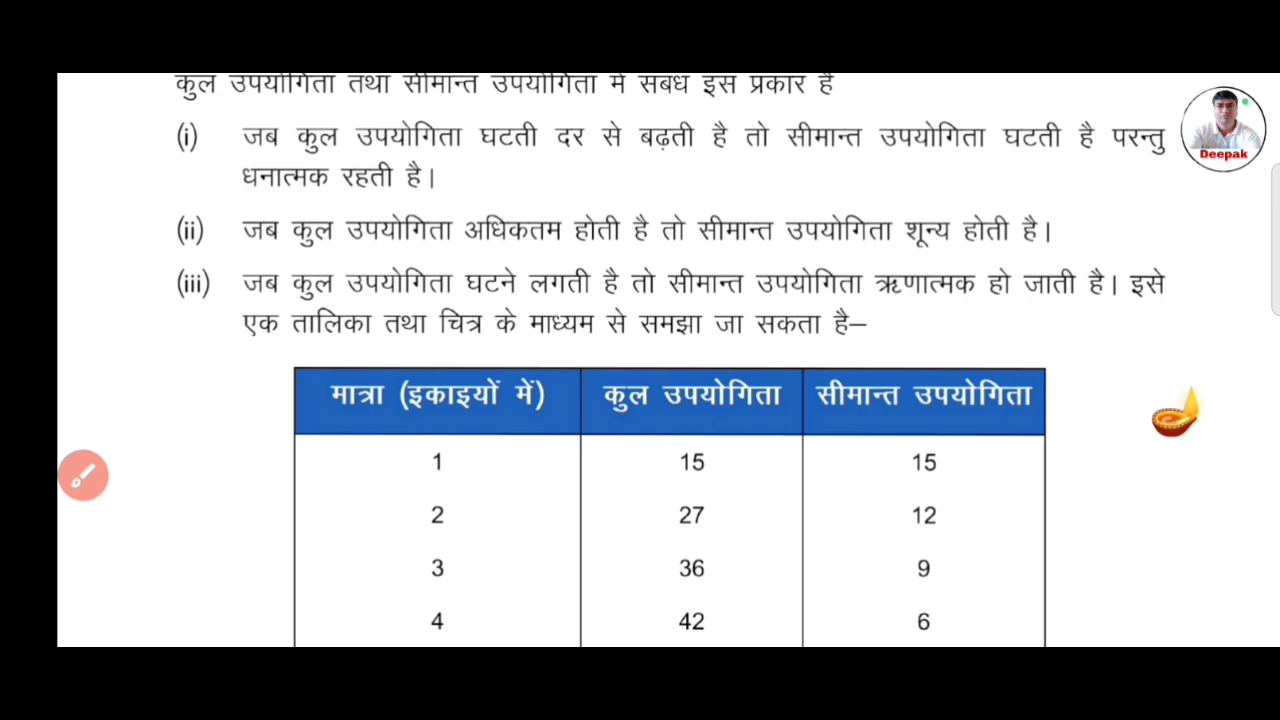 कुल उपयोगिता तथा सीमान्त उपयोगिता में संबंध इस प्रकार है
(i) जब कुल उपयोगिता घटती दर से बढ़ती है तो सीमान्त उपयोगिता घटती है परन्तु
धनात्मक रहती है।
(ii) जब कुल उपयोगिता अधिकतम होती है तो सीमान्त उपयोगिता शून्य होती है।
(iii) जब कुल उपयोगिता घटने लगती है तो सीमान्त उपयोगिता ऋणात्मक हो जाती है। इसे
एक तालिका तथा चित्र के माध्यम से समझा जा सकता है–
मात्रा (इकाइयों में) कुल उपयोगिता सीमान्त उपयोगिता
1 15 15
2 27 12
3 36 9
4 42 6
Deepak